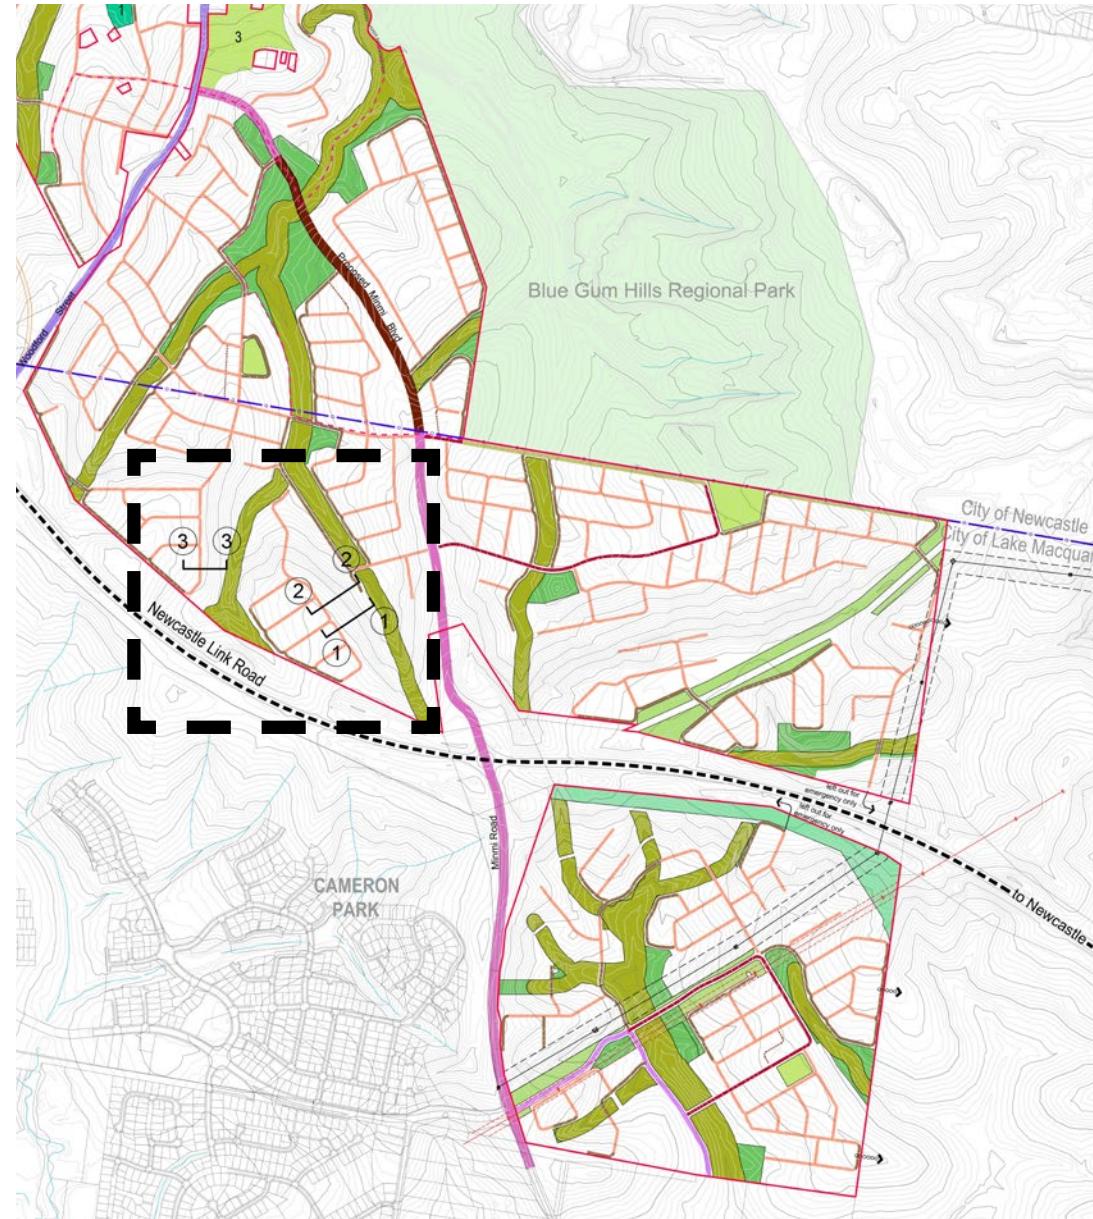 1
3
Proposed Minmi Blvd
Blue Gum Hills Regional Park
Woodford Street
City of Newcastle
City of Lake Macquar
3
3
2
2
1
1
Newcastle Link Road
left out for
emergency only
left out for
emergency only
Minmi Road
CAMERON
PARK
to Newcastle